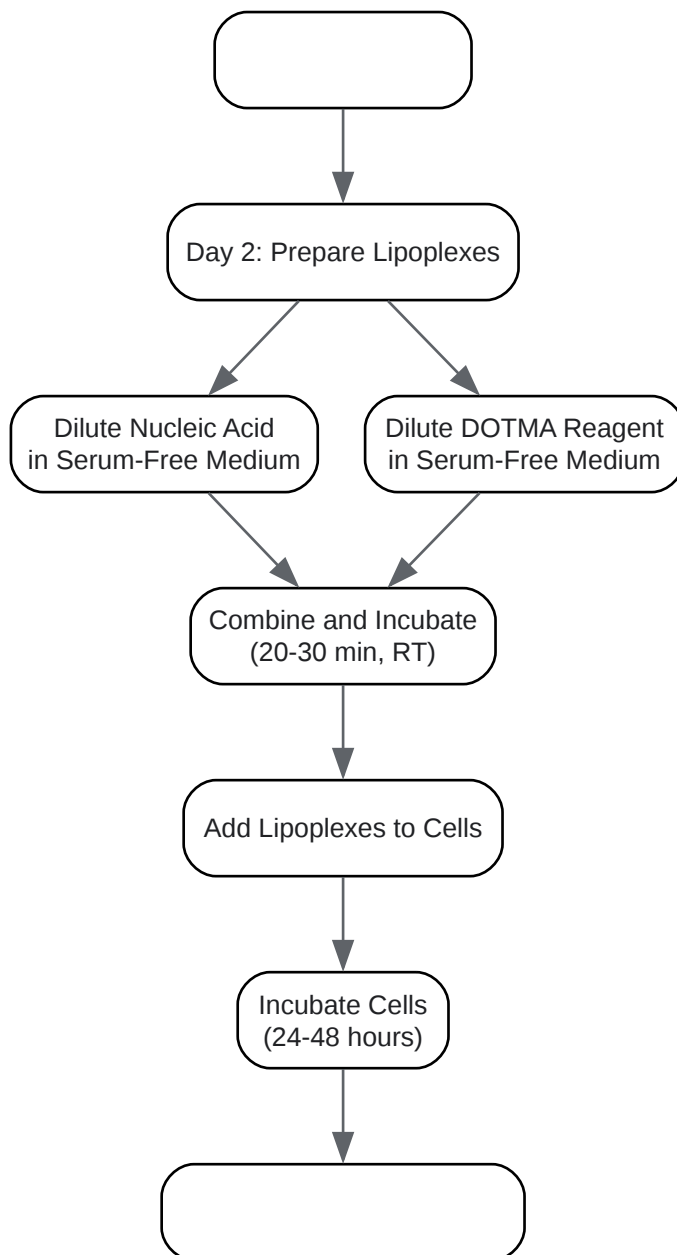 Day 2: Prepare Lipoplexes
Dilute Nucleic Acid
in Serum-Free Medium
Dilute DOTMA Reagent
in Serum-Free Medium
Combine and Incubate
(20-30 min, RT)
Add Lipoplexes to Cells
Incubate Cells
(24-48 hours)